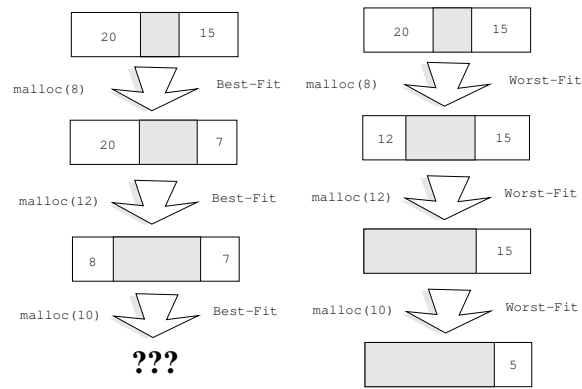 20 15
malloc(8) Best-Fit
20 7
malloc(12) Best-Fit
8 7
malloc(10) Best-Fit
???
20 15
malloc(8) Worst-Fit
12 15
malloc(12) Worst-Fit
15
malloc(10) Worst-Fit
5